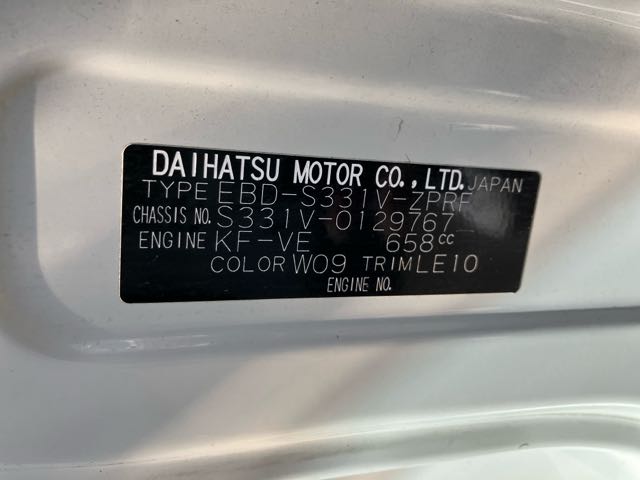 DAIHATSU MOTOR CO.,LTD. JAPAN
TYPE EBD-S331V-ZPRF
CHASSIS NO. S331V-0129767
ENGINE KF-VE 658cc
COLOR W09 TRIM LE10
ENGINE NO.